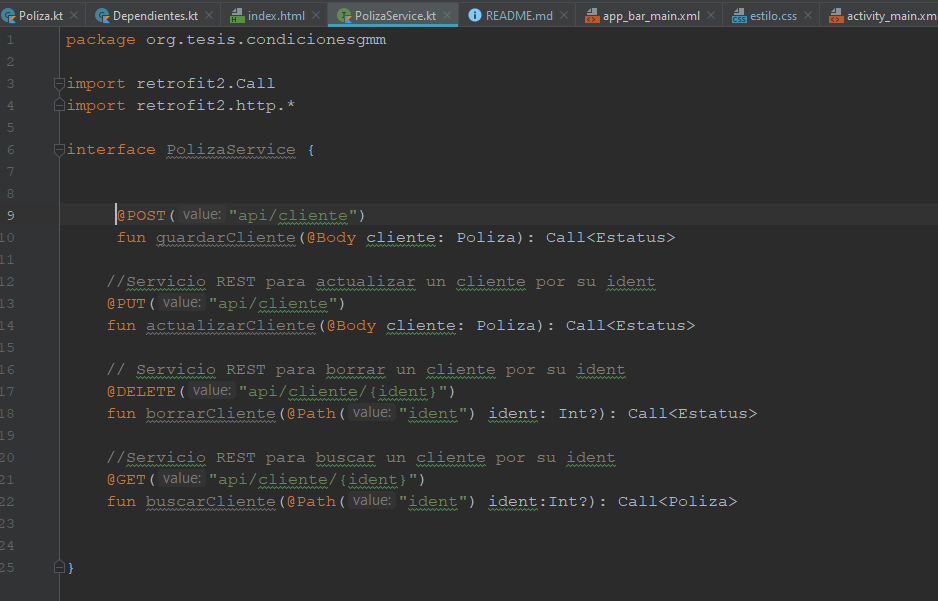 Poliza.kt × Dependientes.kt × index.html × PolizaService.kt × README.md × app_bar_main.xml × estilo.css × activity_main.xm
1 package org.tesis.condicionesgmm
2
3 import retrofit2.Call
4 import retrofit2.http.*
5
6 interface PolizaService {
7
8
9 @POST( value: "api/cliente")
10 fun guardarCliente(@Body cliente: Poliza): Call<Estatus>
11
12 //Servicio REST para actualizar un cliente por su ident
13 @PUT( value: "api/cliente")
14 fun actualizarCliente(@Body cliente: Poliza): Call<Estatus>
15
16 // Servicio REST para borrar un cliente por su ident
17 @DELETE( value: "api/cliente/{ident}")
18 fun borrarCliente(@Path( value: "ident") ident: Int?): Call<Estatus>
19
20 //Servicio REST para buscar un cliente por su ident
21 @GET( value: "api/cliente/{ident}")
22 fun buscarCliente(@Path( value: "ident") ident:Int?): Call<Poliza>
23
24
25 }